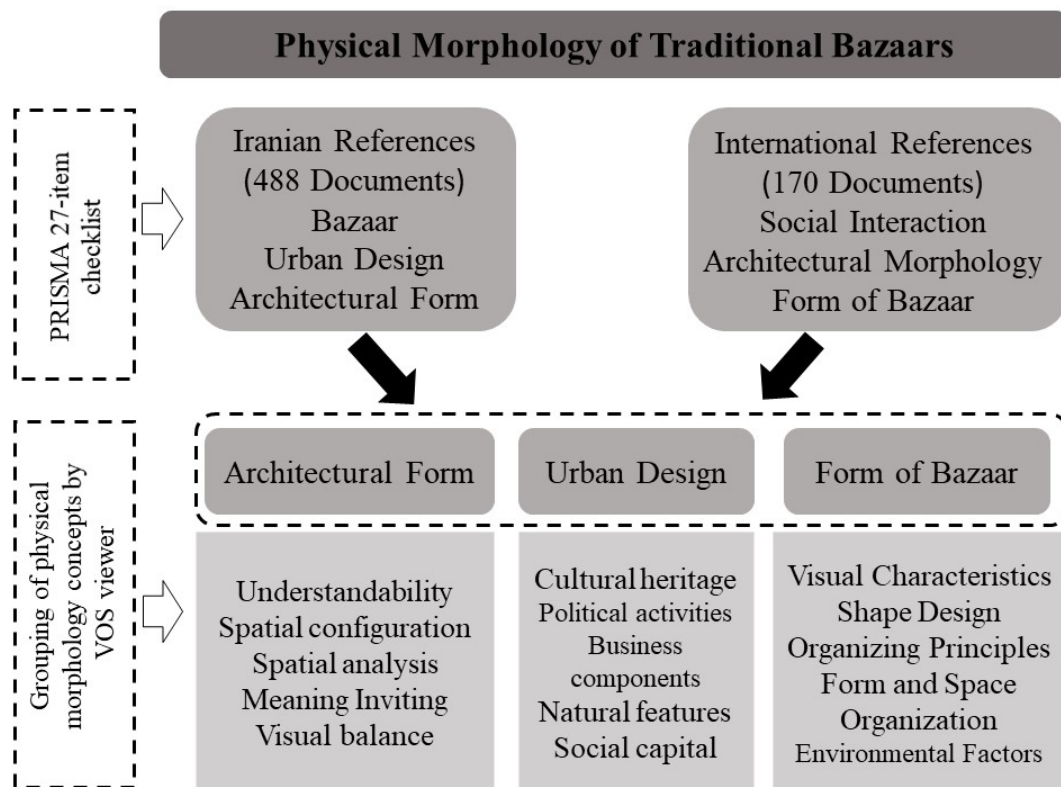 Physical Morphology of Traditional Bazaars
PRISMA 27-item
checklist
Iranian References
(488 Documents)
Bazaar
Urban Design
Architectural Form
International References
(170 Documents)
Social Interaction
Architectural Morphology
Form of Bazaar
Grouping of physical
morphology concepts by
VOS viewer
Architectural Form
Urban Design
Form of Bazaar
Understandability
Spatial configuration
Spatial analysis
Meaning Inviting
Visual balance
Cultural heritage
Political activities
Business
components
Natural features
Social capital
Visual Characteristics
Shape Design
Organizing Principles
Form and Space
Organization
Environmental Factors